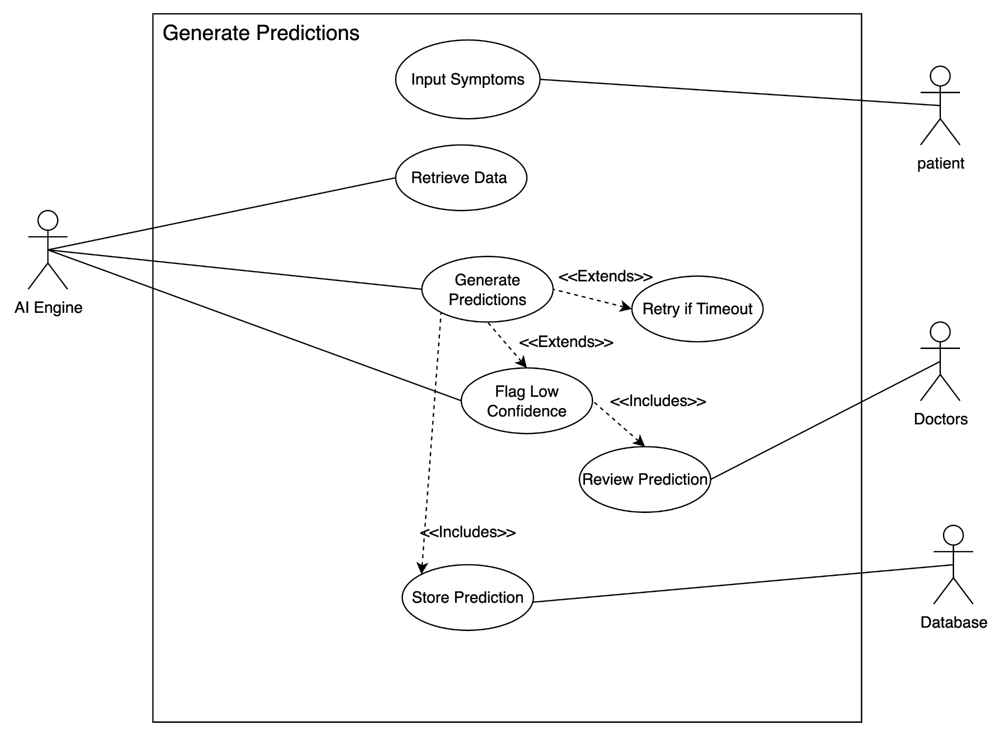 Generate Predictions
Input Symptoms
patient
Retrieve Data
AI Engine
Generate
Predictions
<<Extends>>
Retry if Timeout
<<Extends>>
Flag Low
Confidence
<<Includes>>
Doctors
Review Prediction
<<Includes>>
Store Prediction
Database